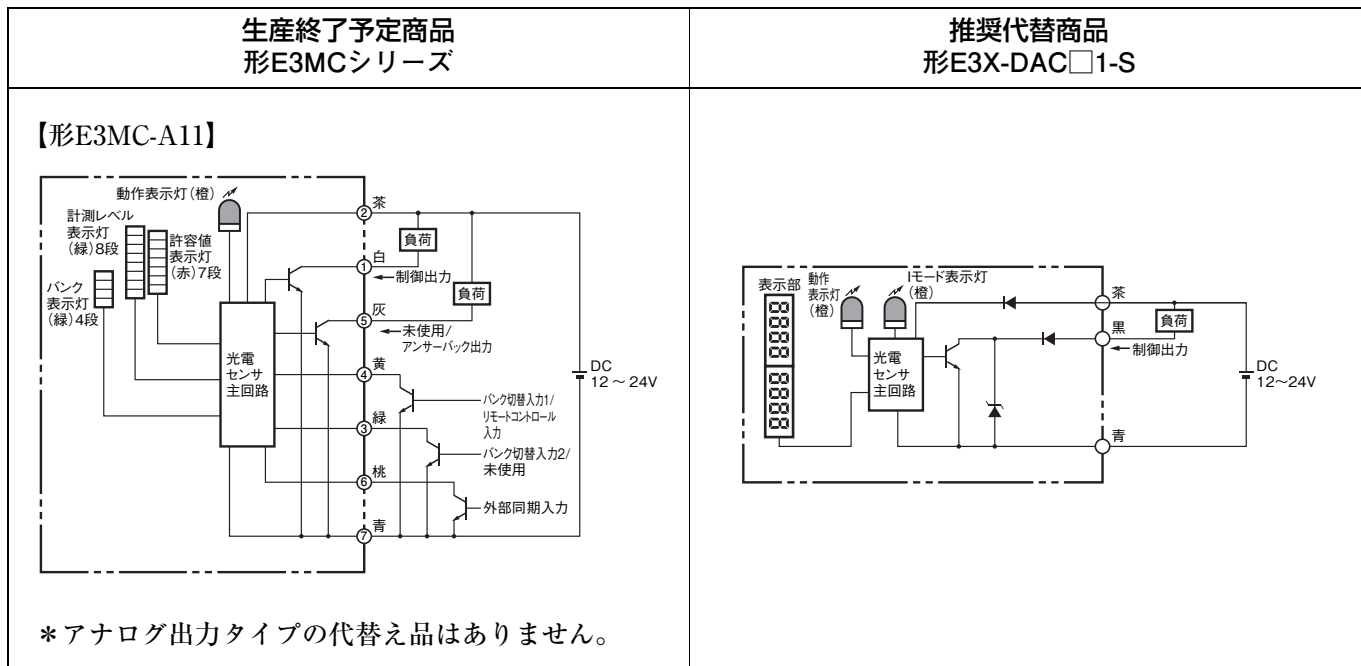 生産終了予定商品
形E3MCシリーズ
推奨代替商品
形E3X-DAC□1-S
【形E3MC-A11】
動作表示灯(橙)
計測レベル
表示灯
(緑)8段
許容値
表示灯
(赤)7段
バンク
表示灯
(緑)4段
光電
センサ
主回路
②
茶
負荷
①
白
制御出力
負荷
⑤
灰
未使用/
アンサーバック出力
④
黄
バンク切替入力1/
リモートコントロール
入力
③
緑
バンク切替入力2/
未使用
⑥
桃
外部同期入力
⑦
青
DC
12～24V
*アナログ出力タイプの代替え品はありません。
表示部
動作
表示灯
(橙)
Iモード表示灯
(橙)
8888
8888
光電
センサ
主回路
茶
負荷
黒
制御出力
青
DC
12～24V